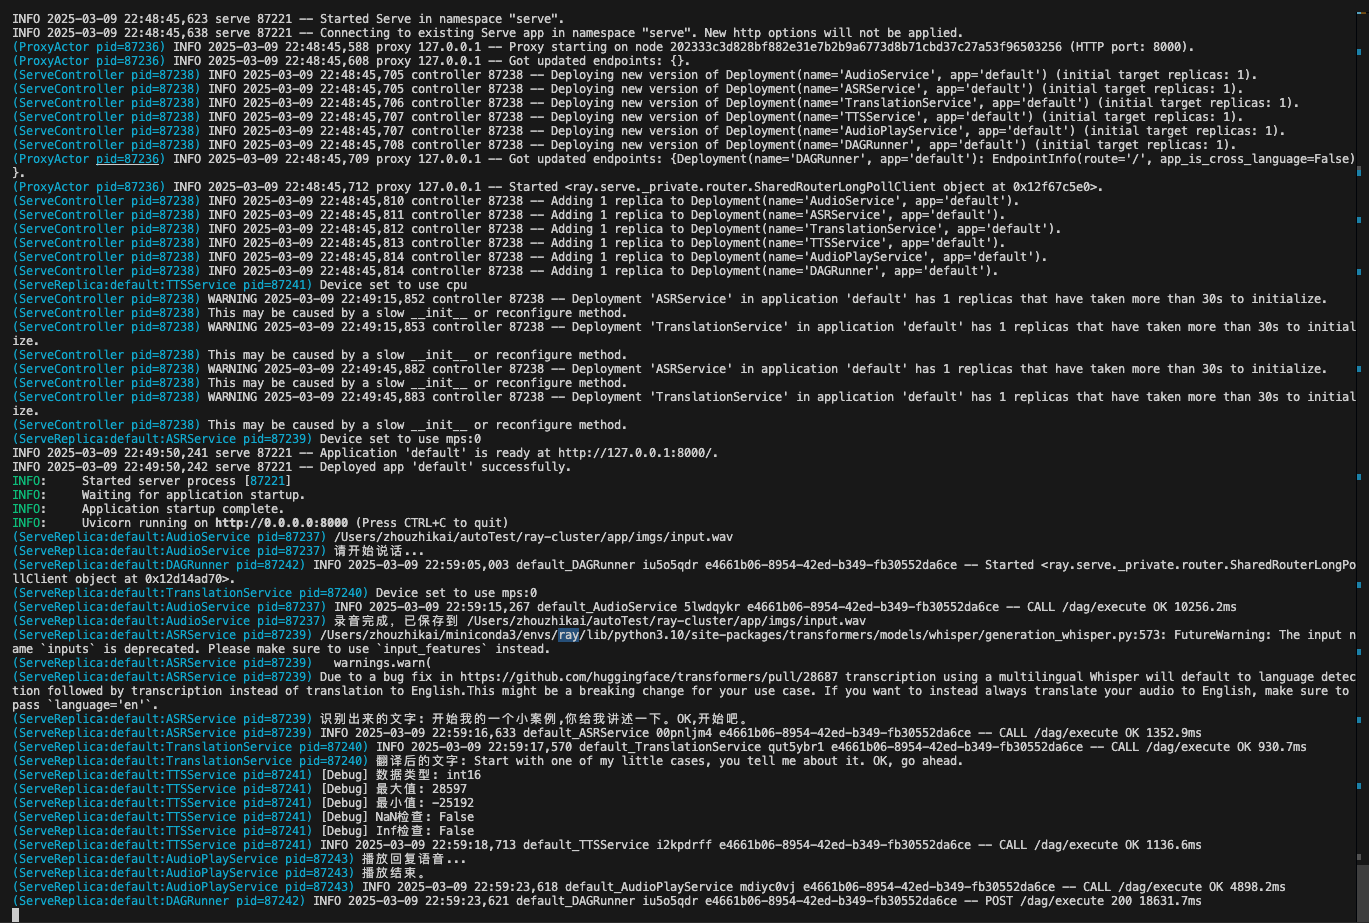 INFO 2025-03-09 22:48:45,623 serve 87221 -- Started Serve in namespace "serve".
INFO 2025-03-09 22:48:45,638 serve 87221 -- Connecting to existing Serve app in namespace "serve". New http options will not be applied.
(ProxyActor pid=87236) INFO 2025-03-09 22:48:45,588 proxy 127.0.0.1 -- Proxy starting on node 202333c3d828bf882e31e7b2b9a6773d8b71cbd37c27a53f96503256 (HTTP port: 8000).
(ProxyActor pid=87236) INFO 2025-03-09 22:48:45,608 proxy 127.0.0.1 -- Got updated endpoints: {}.
(ServeController pid=87238) INFO 2025-03-09 22:48:45,705 controller 87238 -- Deploying new version of Deployment(name='AudioService', app='default') (initial target replicas: 1).
(ServeController pid=87238) INFO 2025-03-09 22:48:45,705 controller 87238 -- Deploying new version of Deployment(name='ASRService', app='default') (initial target replicas: 1).
(ServeController pid=87238) INFO 2025-03-09 22:48:45,706 controller 87238 -- Deploying new version of Deployment(name='TranslationService', app='default') (initial target replicas: 1).
(ServeController pid=87238) INFO 2025-03-09 22:48:45,707 controller 87238 -- Deploying new version of Deployment(name='TTSService', app='default') (initial target replicas: 1).
(ServeController pid=87238) INFO 2025-03-09 22:48:45,707 controller 87238 -- Deploying new version of Deployment(name='AudioPlayService', app='default') (initial target replicas: 1).
(ServeController pid=87238) INFO 2025-03-09 22:48:45,708 controller 87238 -- Deploying new version of Deployment(name='DAGRunner', app='default') (initial target replicas: 1).
(ProxyActor pid=87236) INFO 2025-03-09 22:48:45,709 proxy 127.0.0.1 -- Got updated endpoints: {Deployment(name='DAGRunner', app='default'): EndpointInfo(route='/', app_is_cross_language=False)
}.
(ProxyActor pid=87236) INFO 2025-03-09 22:48:45,712 proxy 127.0.0.1 -- Started <ray.serve._private.router.SharedRouterLongPollClient object at 0x12f67c5e0>.
(ServeController pid=87238) INFO 2025-03-09 22:48:45,810 controller 87238 -- Adding 1 replica to Deployment(name='AudioService', app='default').
(ServeController pid=87238) INFO 2025-03-09 22:48:45,811 controller 87238 -- Adding 1 replica to Deployment(name='ASRService', app='default').
(ServeController pid=87238) INFO 2025-03-09 22:48:45,812 controller 87238 -- Adding 1 replica to Deployment(name='TranslationService', app='default').
(ServeController pid=87238) INFO 2025-03-09 22:48:45,813 controller 87238 -- Adding 1 replica to Deployment(name='TTSService', app='default').
(ServeController pid=87238) INFO 2025-03-09 22:48:45,814 controller 87238 -- Adding 1 replica to Deployment(name='AudioPlayService', app='default').
(ServeController pid=87238) INFO 2025-03-09 22:48:45,814 controller 87238 -- Adding 1 replica to Deployment(name='DAGRunner', app='default').
(ServeReplica:default:TTSService pid=87241) Device set to use cpu
(ServeController pid=87238) WARNING 2025-03-09 22:49:15,852 controller 87238 -- Deployment 'ASRService' in application 'default' has 1 replicas that have taken more than 30s to initialize.
(ServeController pid=87238) This may be caused by a slow __init__ or reconfigure method.
(ServeController pid=87238) WARNING 2025-03-09 22:49:15,853 controller 87238 -- Deployment 'TranslationService' in application 'default' has 1 replicas that have taken more than 30s to initial
ize.
(ServeController pid=87238) This may be caused by a slow __init__ or reconfigure method.
(ServeController pid=87238) WARNING 2025-03-09 22:49:45,882 controller 87238 -- Deployment 'ASRService' in application 'default' has 1 replicas that have taken more than 30s to initialize.
(ServeController pid=87238) This may be caused by a slow __init__ or reconfigure method.
(ServeController pid=87238) WARNING 2025-03-09 22:49:45,883 controller 87238 -- Deployment 'TranslationService' in application 'default' has 1 replicas that have taken more than 30s to initial
ize.
(ServeController pid=87238) This may be caused by a slow __init__ or reconfigure method.
(ServeReplica:default:ASRService pid=87239) Device set to use mps:0
INFO 2025-03-09 22:49:50,241 serve 87221 -- Application 'default' is ready at http://127.0.0.1:8000/.
INFO 2025-03-09 22:49:50,242 serve 87221 -- Deployed app 'default' successfully.
INFO:     Started server process [87221]
INFO:     Waiting for application startup.
INFO:     Application startup complete.
INFO:     Uvicorn running on http://0.0.0.0:8000 (Press CTRL+C to quit)
(ServeReplica:default:AudioService pid=87237) /Users/zhouzhikai/autoTest/ray-cluster/app/imgs/input.wav
(ServeReplica:default:AudioService pid=87237) 请开始说话...
(ServeReplica:default:DAGRunner pid=87242) INFO 2025-03-09 22:59:05,003 default_DAGRunner iu5o5qdr e4661b06-8954-42ed-b349-fb30552da6ce -- Started <ray.serve._private.router.SharedRouterLongPo
llClient object at 0x12d14ad70>.
(ServeReplica:default:TranslationService pid=87240) Device set to use mps:0
(ServeReplica:default:AudioService pid=87237) INFO 2025-03-09 22:59:15,267 default_AudioService 5lwdqykr e4661b06-8954-42ed-b349-fb30552da6ce -- CALL /dag/execute OK 10256.2ms
(ServeReplica:default:AudioService pid=87237) 录音完成，已保存到 /Users/zhouzhikai/autoTest/ray-cluster/app/imgs/input.wav
(ServeReplica:default:ASRService pid=87239) /Users/zhouzhikai/miniconda3/envs/ray/lib/python3.10/site-packages/transformers/models/whisper/generation_whisper.py:573: FutureWarning: The input n
ame `inputs` is deprecated. Please make sure to use `input_features` instead.
(ServeReplica:default:ASRService pid=87239)   warnings.warn(
(ServeReplica:default:ASRService pid=87239) Due to a bug fix in https://github.com/huggingface/transformers/pull/28687 transcription using a multilingual Whisper will default to language detec
tion followed by transcription instead of translation to English.This might be a breaking change for your use case. If you want to instead always translate your audio to English, make sure to
pass `language='en'`.
(ServeReplica:default:ASRService pid=87239) 识别出来的文字: 开始我的一个小案例,你给我讲述一下。OK,开始吧。
(ServeReplica:default:ASRService pid=87239) INFO 2025-03-09 22:59:16,633 default_ASRService 00pnljm4 e4661b06-8954-42ed-b349-fb30552da6ce -- CALL /dag/execute OK 1352.9ms
(ServeReplica:default:TranslationService pid=87240) INFO 2025-03-09 22:59:17,570 default_TranslationService qut5ybr1 e4661b06-8954-42ed-b349-fb30552da6ce -- CALL /dag/execute OK 930.7ms
(ServeReplica:default:TranslationService pid=87240) 翻译后的文字: Start with one of my little cases, you tell me about it. OK, go ahead.
(ServeReplica:default:TTSService pid=87241) [Debug] 数据类型: int16
(ServeReplica:default:TTSService pid=87241) [Debug] 最大值: 28597
(ServeReplica:default:TTSService pid=87241) [Debug] 最小值: -25192
(ServeReplica:default:TTSService pid=87241) [Debug] NaN检查: False
(ServeReplica:default:TTSService pid=87241) [Debug] Inf检查: False
(ServeReplica:default:TTSService pid=87241) INFO 2025-03-09 22:59:18,713 default_TTSService i2kpdrff e4661b06-8954-42ed-b349-fb30552da6ce -- CALL /dag/execute OK 1136.6ms
(ServeReplica:default:AudioPlayService pid=87243) 播放回复语音...
(ServeReplica:default:AudioPlayService pid=87243) 播放结束。
(ServeReplica:default:AudioPlayService pid=87243) INFO 2025-03-09 22:59:23,618 default_AudioPlayService mdiyc0vj e4661b06-8954-42ed-b349-fb30552da6ce -- CALL /dag/execute OK 4898.2ms
(ServeReplica:default:DAGRunner pid=87242) INFO 2025-03-09 22:59:23,621 default_DAGRunner iu5o5qdr e4661b06-8954-42ed-b349-fb30552da6ce -- POST /dag/execute 200 18631.7ms